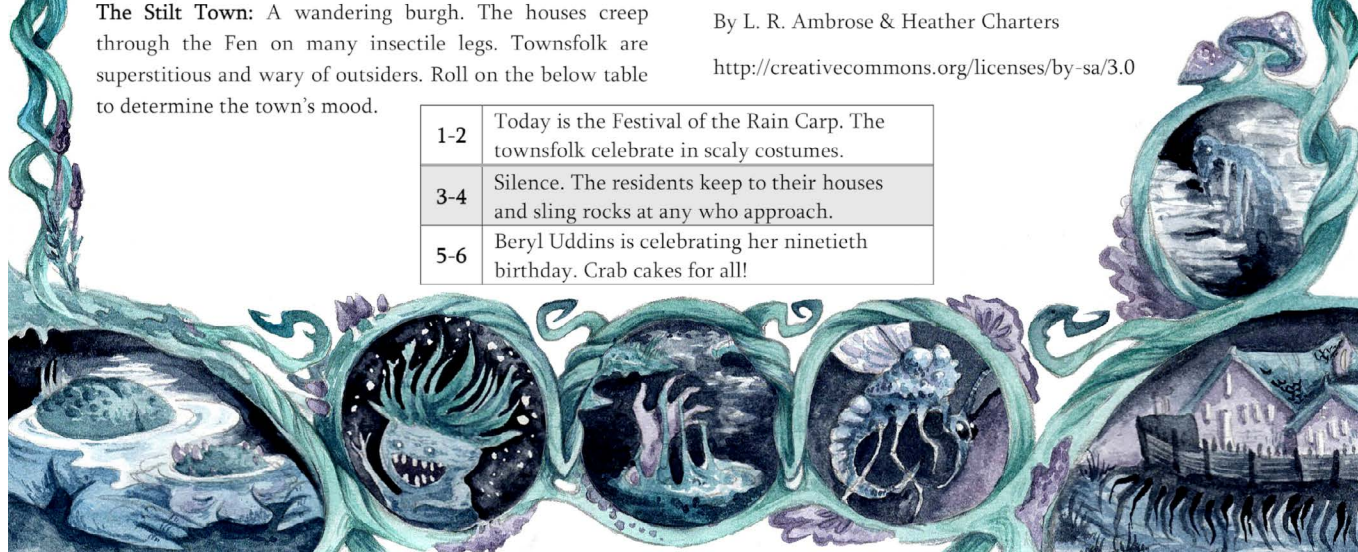 The Stilt Town: A wandering burgh. The houses creep
through the Fen on many insectile legs. Townsfolk are
superstitious and wary of outsiders. Roll on the below table
to determine the town's mood.
By L. R. Ambrose & Heather Charters
http://creativecommons.org/licenses/by-sa/3.0
1-2
Today is the Festival of the Rain Carp. The
townsfolk celebrate in scaly costumes.
3-4
Silence. The residents keep to their houses
and sling rocks at any who approach.
5-6
Beryl Uddins is celebrating her ninetieth
birthday. Crab cakes for all!